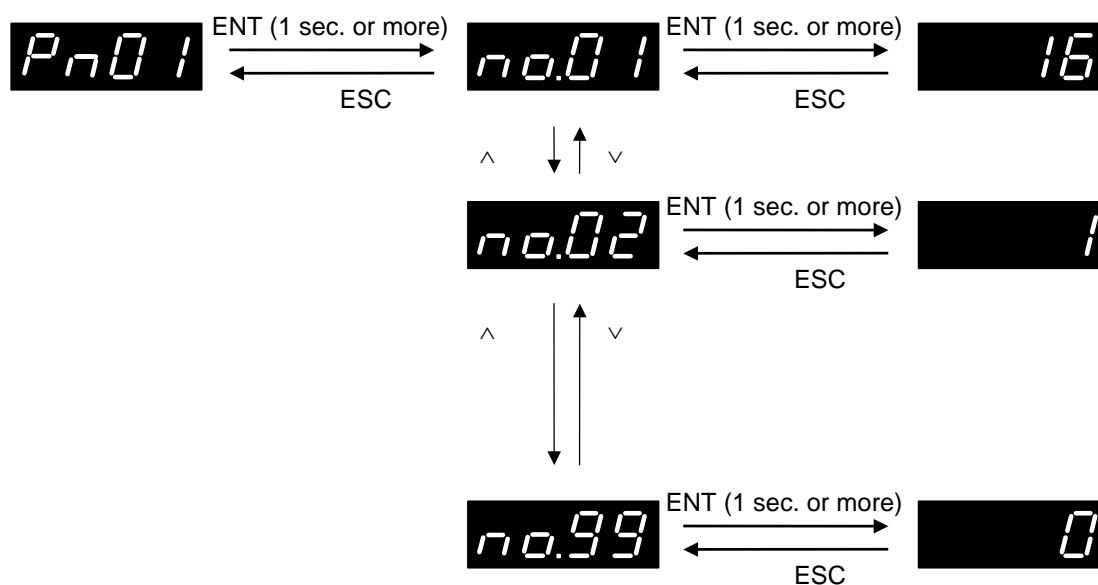 ENT (1 sec. or more) ENT (1 sec. or more)
Pn01 no.01 16
ESC ESC
∧ ∨
ENT (1 sec. or more)
no.02 1
ESC
∧ ∨
ENT (1 sec. or more)
no.99 0
ESC